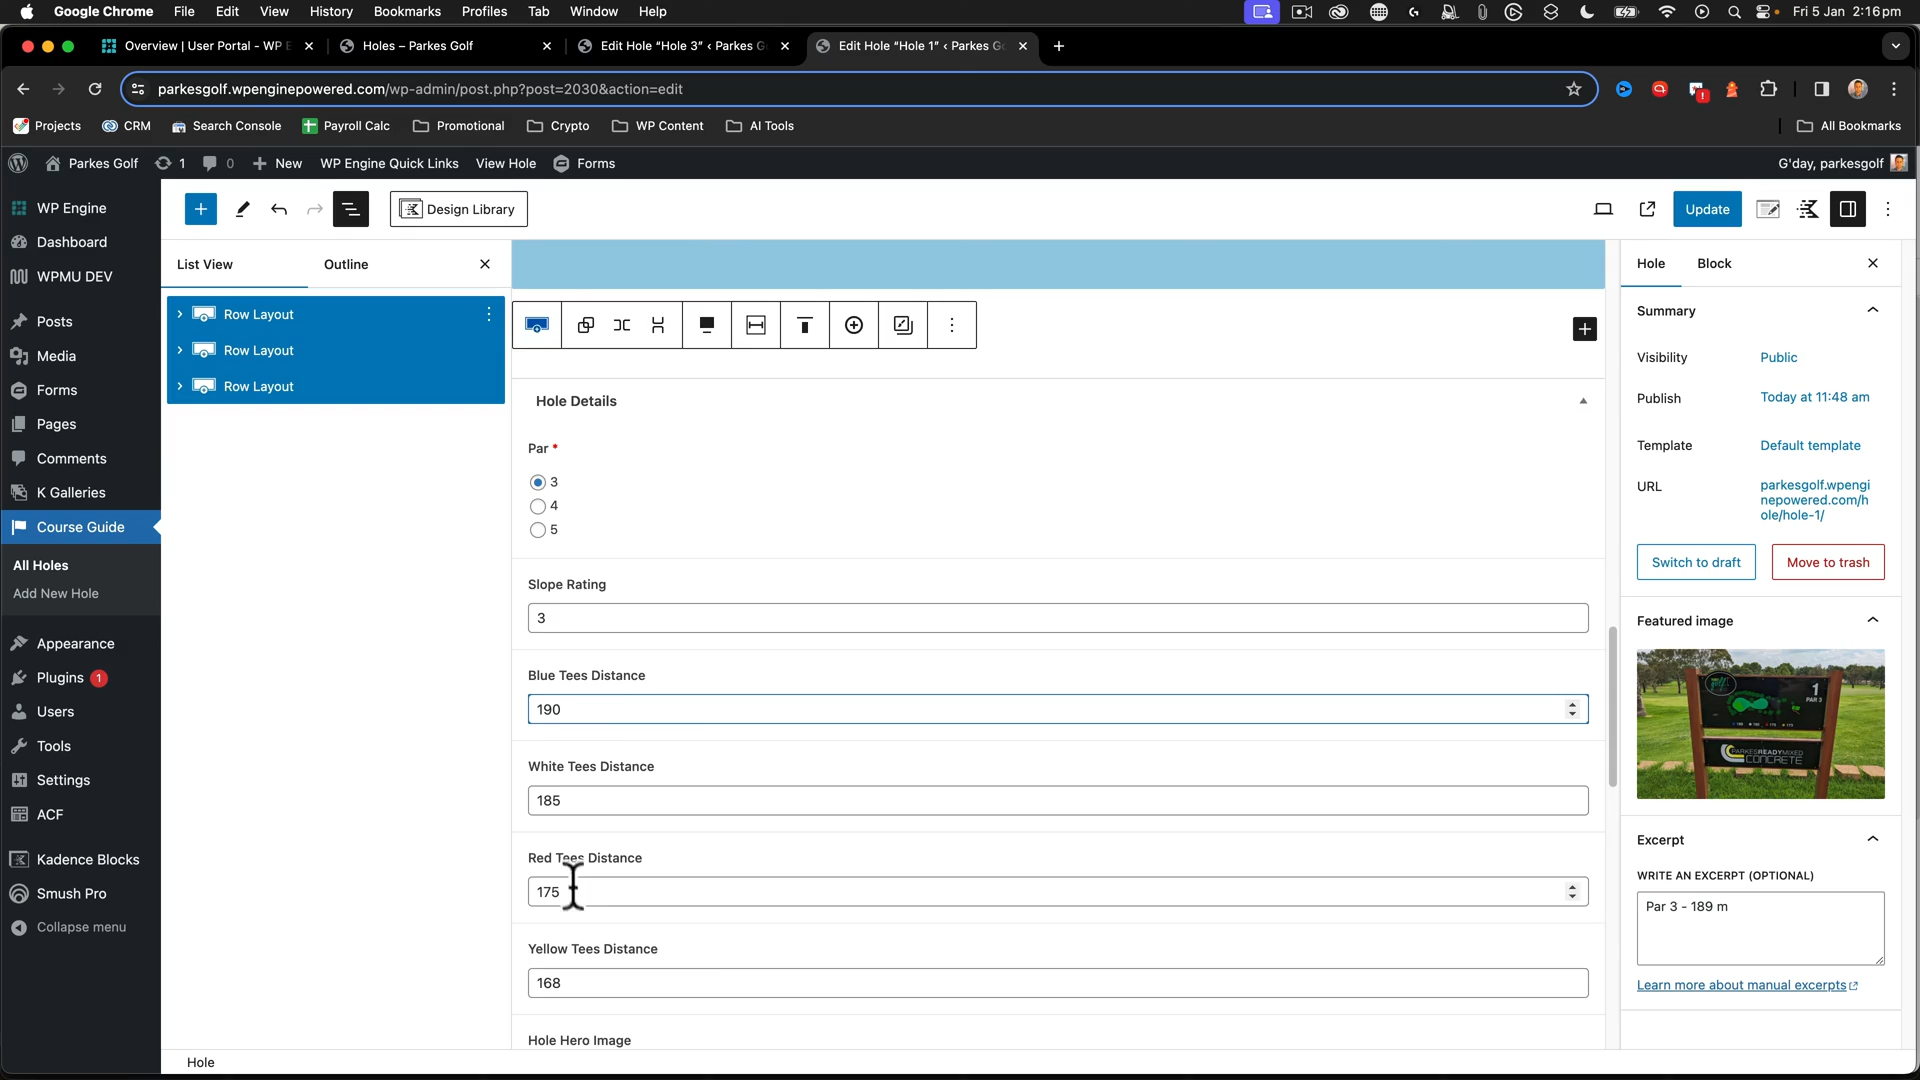 Google Chrome File Edit View History Bookmarks Profiles Tab Window Help Fri 5 Jan 2:16 pm
Overview | User Portal - WP E
Holes – Parkes Golf
Edit Hole “Hole 3” ‹ Parkes G
Edit Hole “Hole 1” ‹ Parkes G
parkesgolf.wpenginepowered.com/wp-admin/post.php?post=2030&action=edit
Projects CRM Search Console Payroll Calc Promotional Crypto WP Content AI Tools All Bookmarks
Parkes Golf 1 0 New WP Engine Quick Links View Hole Forms G'day, parkesgolf
WP Engine
Dashboard
WPMU DEV
Posts
Media
Forms
Pages
Comments
K Galleries
Course Guide
All Holes
Add New Hole
Appearance
Plugins 1
Users
Tools
Settings
ACF
Kadence Blocks
Smush Pro
Collapse menu
Design Library
Update
List View Outline
Row Layout
Row Layout
Row Layout
Hole Details
Par *
3
4
5
Slope Rating
3
Blue Tees Distance
190
White Tees Distance
185
Red Tees Distance
175
Yellow Tees Distance
168
Hole Hero Image
Hole
Hole Block
Summary
Visibility Public
Publish Today at 11:48 am
Template Default template
URL parkesgolf.wpengi
nepowered.com/h
ole/hole-1/
Switch to draft Move to trash
Featured image
1
PAR 3
PARKES READYMIXED
CONCRETE
Excerpt
WRITE AN EXCERPT (OPTIONAL)
Par 3 - 189 m
Learn more about manual excerpts